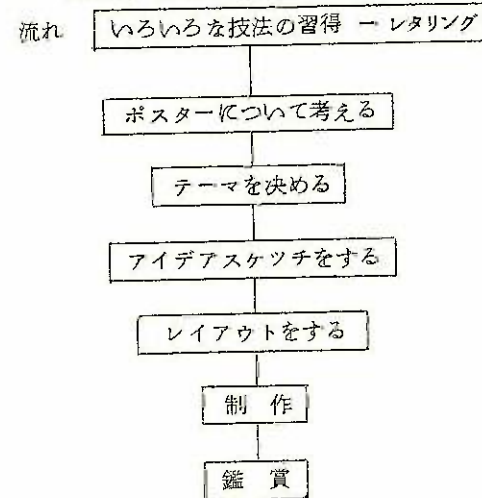 流れ いろいろな技法の習得 ー レタリング
ポスターについて考える
テーマを決める
アイデアスケッチをする
レイアウトをする
制 作
鑑 賞